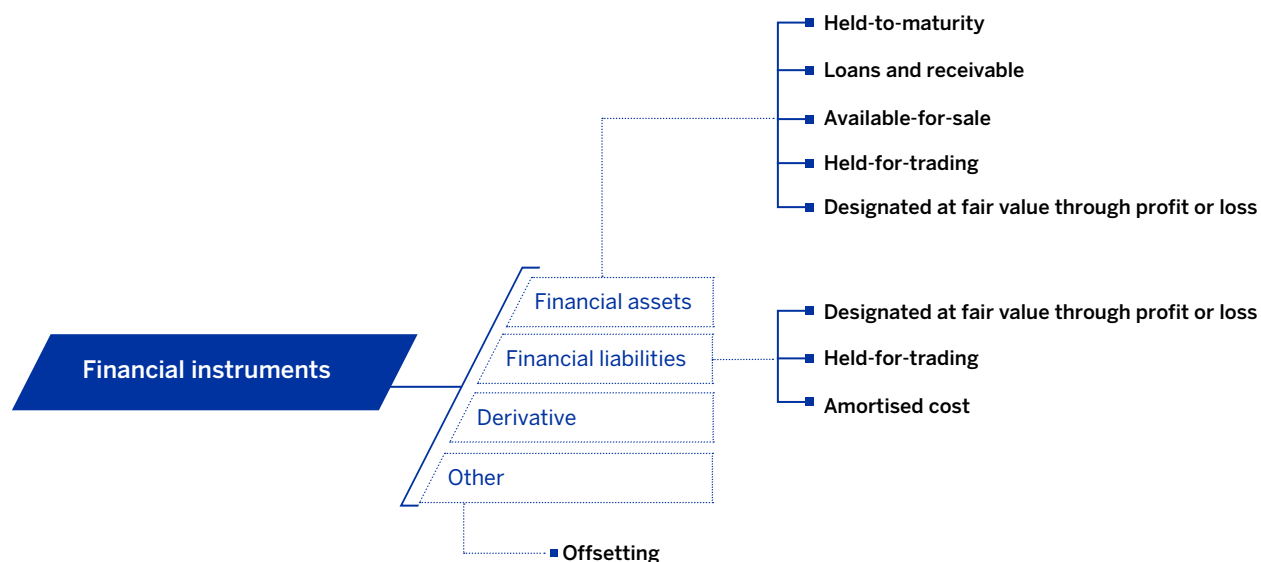 Held-to-maturity
Loans and receivable
Available-for-sale
Held-for-trading
Designated at fair value through profit or loss
Financial assets
Financial liabilities
Derivative
Other
Financial instruments
Designated at fair value through profit or loss
Held-for-trading
Amortised cost
Offsetting